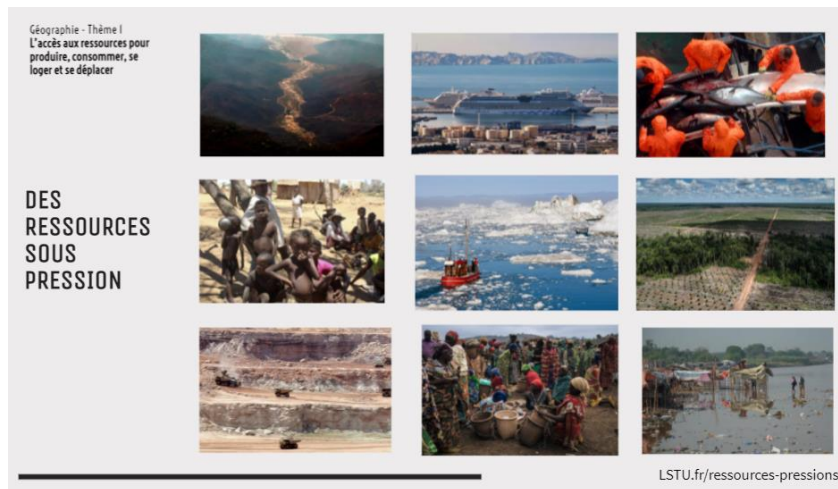 Géographie - Thème I
L'accès aux ressources pour
produire, consommer, se
loger et se déplacer
DES
RESSOURCES
SOUS
PRESSION
LSTU.fr/ressources-pressions